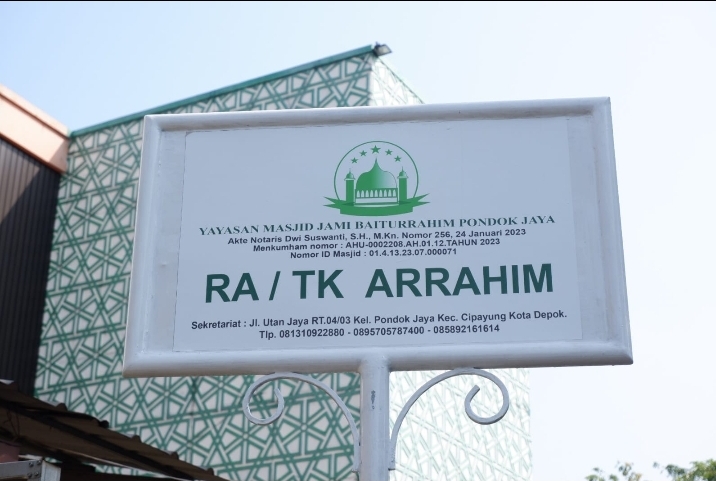 YAYASAN MASJID JAMI BAITURRAHIM PONDOK JAYA
Akte Notaris Dwi Suswanti, S.H., M.Kn. Nomor 256, 24 Januari 2023
Menkumham nomor : AHU-0002208.AH.01.12.TAHUN 2023
Nomor ID Masjid : 01.4.13.23.07.000071
RA / TK ARRAHIM
Sekretariat : Jl. Utan Jaya RT.04/03 Kel. Pondok Jaya Kec. Cipayung Kota Depok.
Tlp. 081310922880 - 0895705787400 - 085892161614